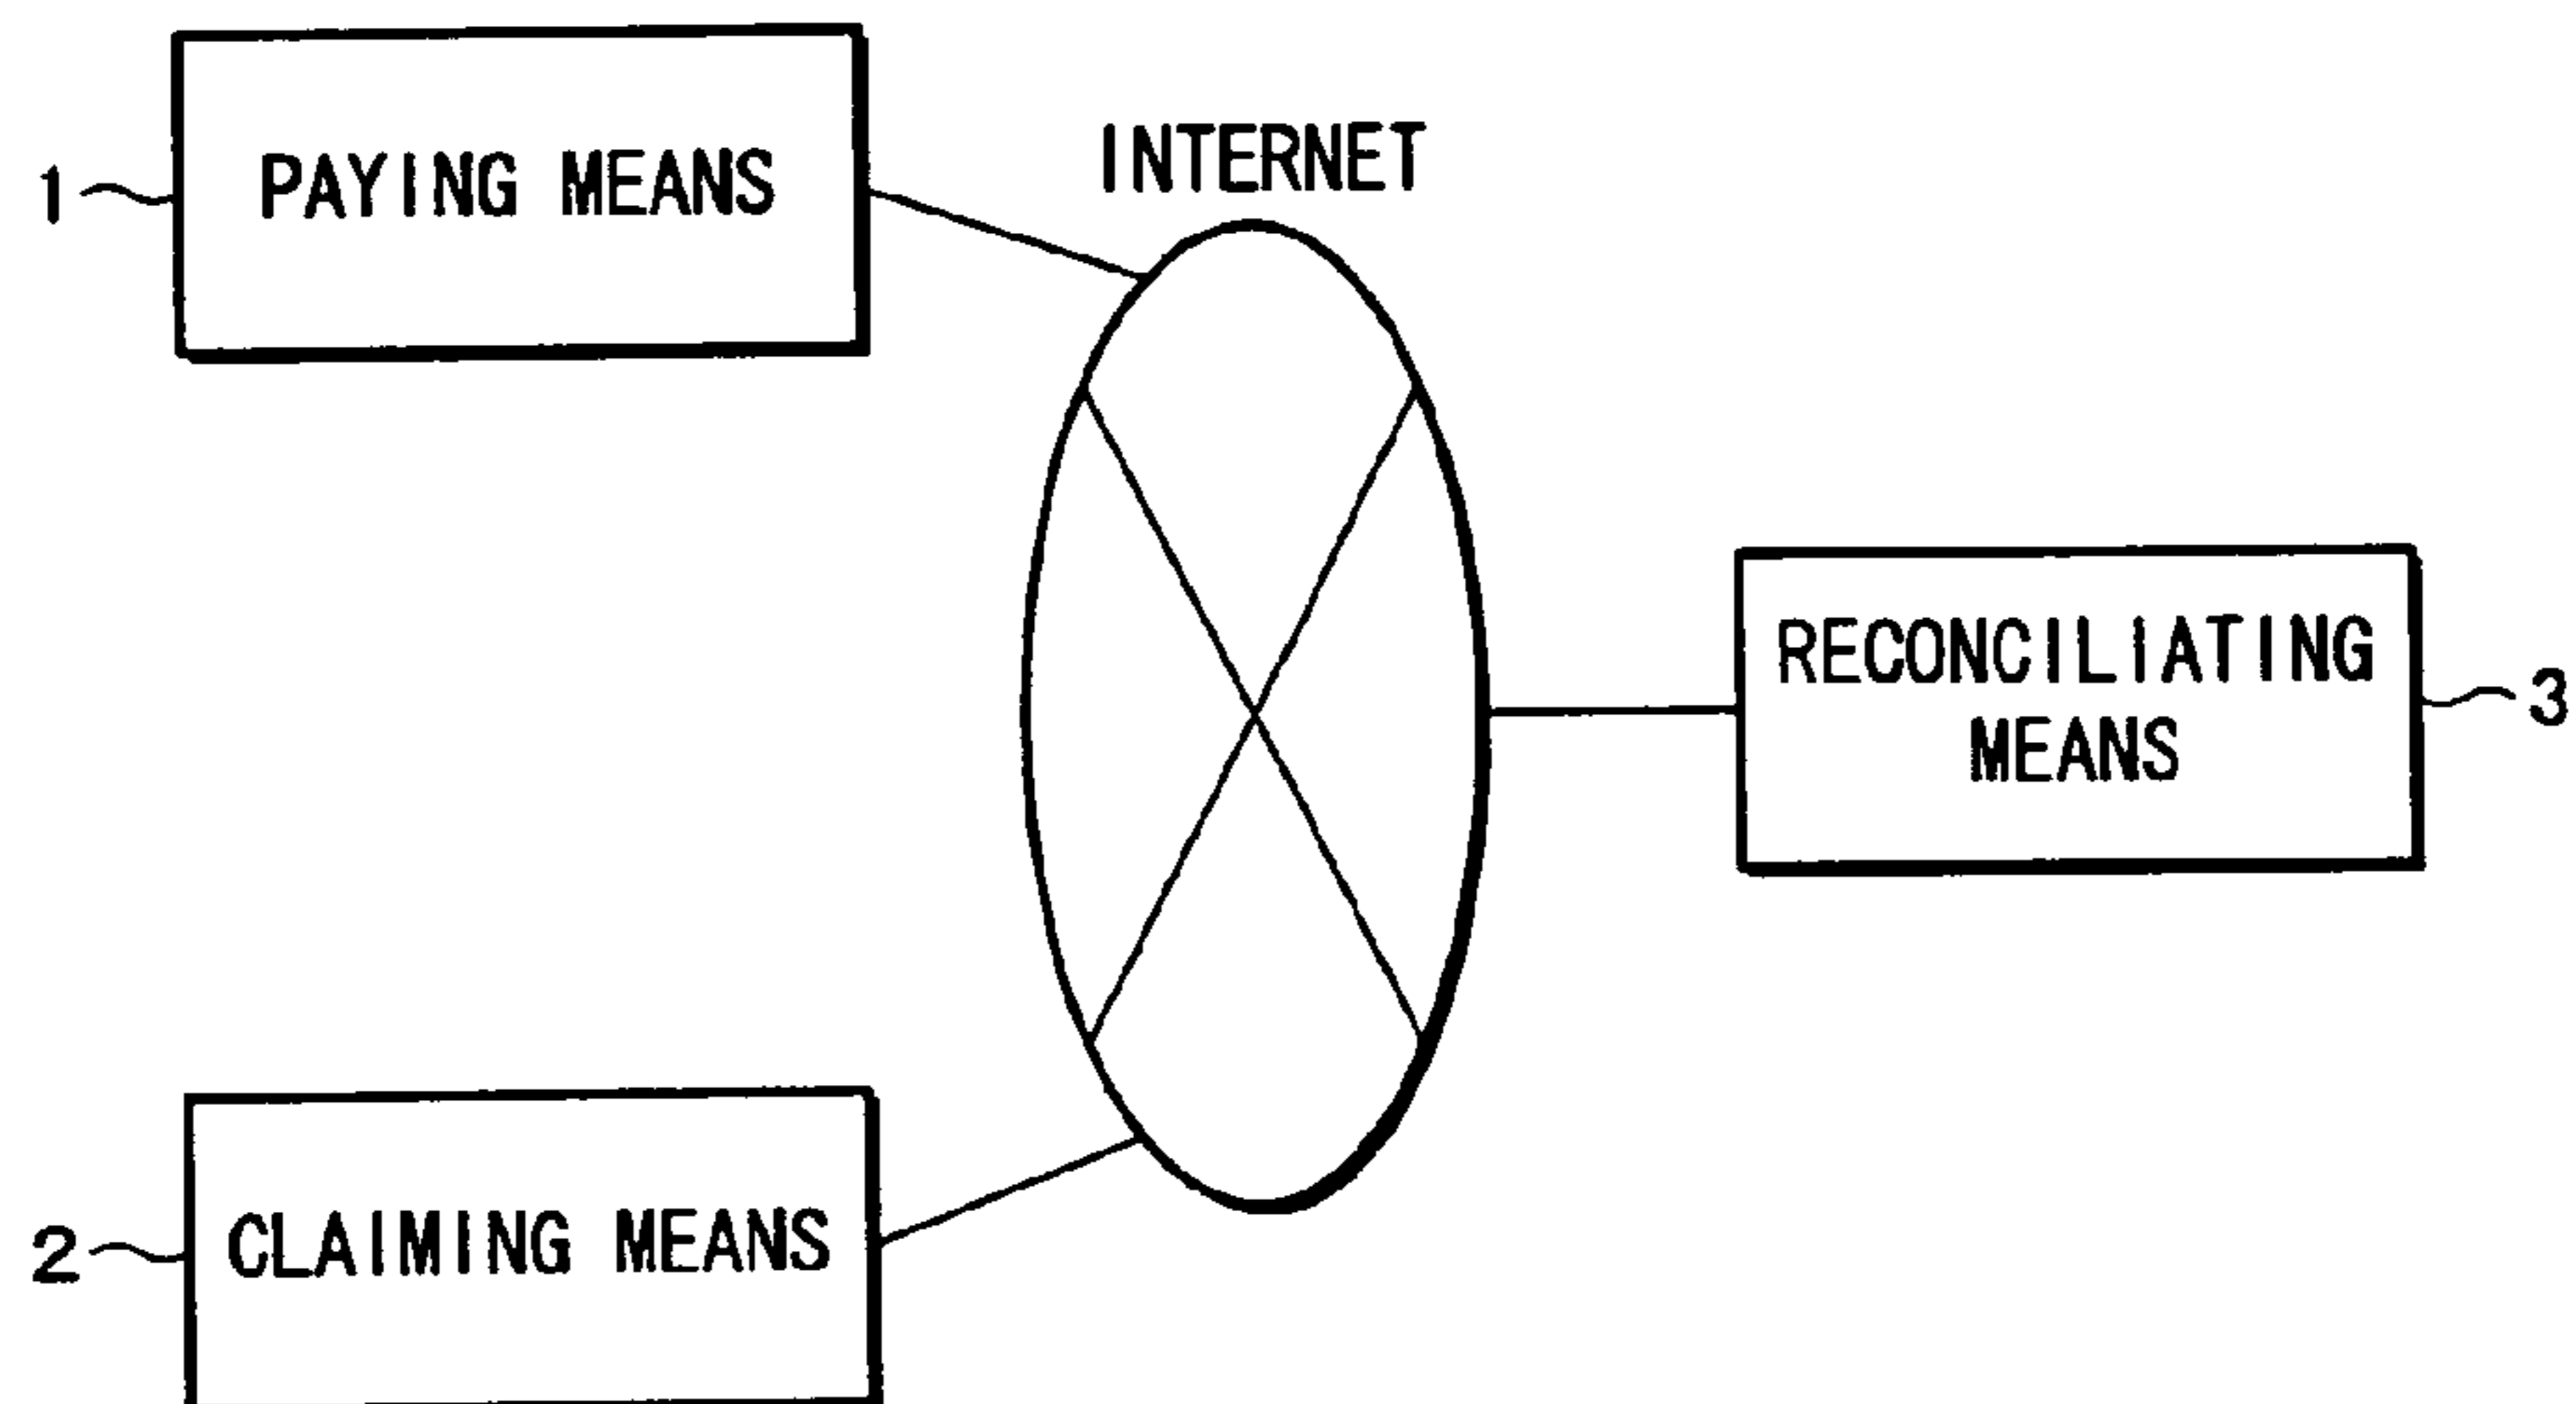 1 PAYING MEANS
INTERNET
RECONCILIATING
MEANS
3
2 CLAIMING MEANS